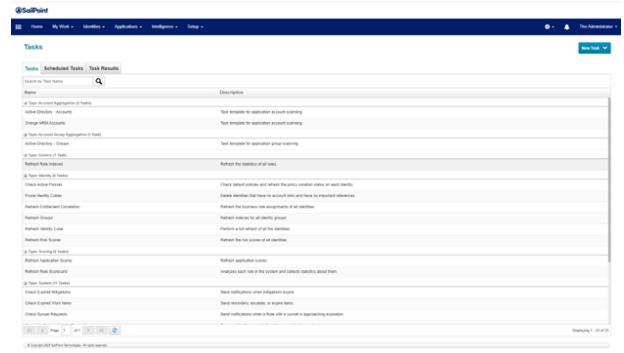 SailPoint
Home My Work Identities Applications Intelligence Setup The Administrator
Tasks
New Task
Tasks Scheduled Tasks Task Results
Search by Task Name
Name Description
Type: Account Aggregation (2 Tasks)
Active Directory - Accounts Task template for application account scanning.
Orange HRM Accounts Task template for application account scanning.
Type: Account Group Aggregation (1 Task)
Active Directory - Groups Task template for application group scanning.
Type: Generic (1 Task)
Refresh Role Indexes Refresh the statistics of all roles.
Type: Identity (6 Tasks)
Check Active Policies Check default policies and refresh the policy violation status on each identity.
Prune Identity Cubes Delete identities that have no account links and have no important references.
Refresh Entitlement Correlation Refresh the business role assignments of all identities.
Refresh Groups Refresh indexes for all identity groups.
Refresh Identity Cube Perform a full refresh of all the identities.
Refresh Risk Scores Refresh the risk scores of all identities.
Type: Scoring (2 Tasks)
Refresh Application Scores Refresh application scores.
Refresh Role Scorecard Analyzes each role in the system and collects statistics about them.
Type: System (11 Tasks)
Check Expired Mitigations Send notifications when mitigations expire.
Check Expired Work Items Send reminders, escalate, or expire items.
Check Sunset Requests Send notifications when a Role with a sunset is approaching expiration.
Page 1 of 1